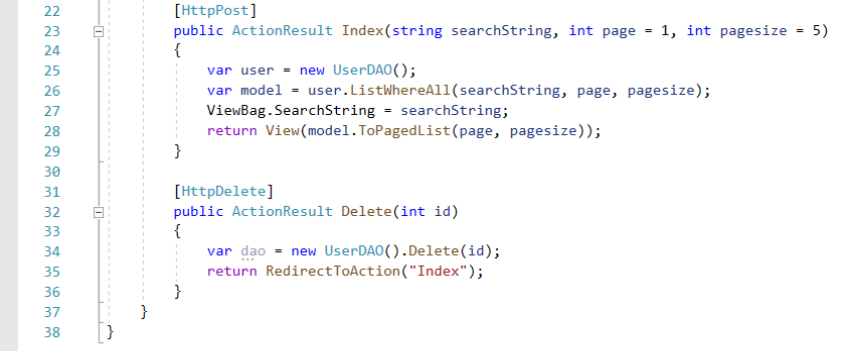 22 [HttpPost]
23 public ActionResult Index(string searchString, int page = 1, int pagesize = 5)
24 {
25 var user = new UserDAO();
26 var model = user.ListWhereAll(searchString, page, pagesize);
27 ViewBag.SearchString = searchString;
28 return View(model.ToPagedList(page, pagesize));
29 }
30
31 [HttpDelete]
32 public ActionResult Delete(int id)
33 {
34 var dao = new UserDAO().Delete(id);
35 return RedirectToAction("Index");
36 }
37 }
38 }